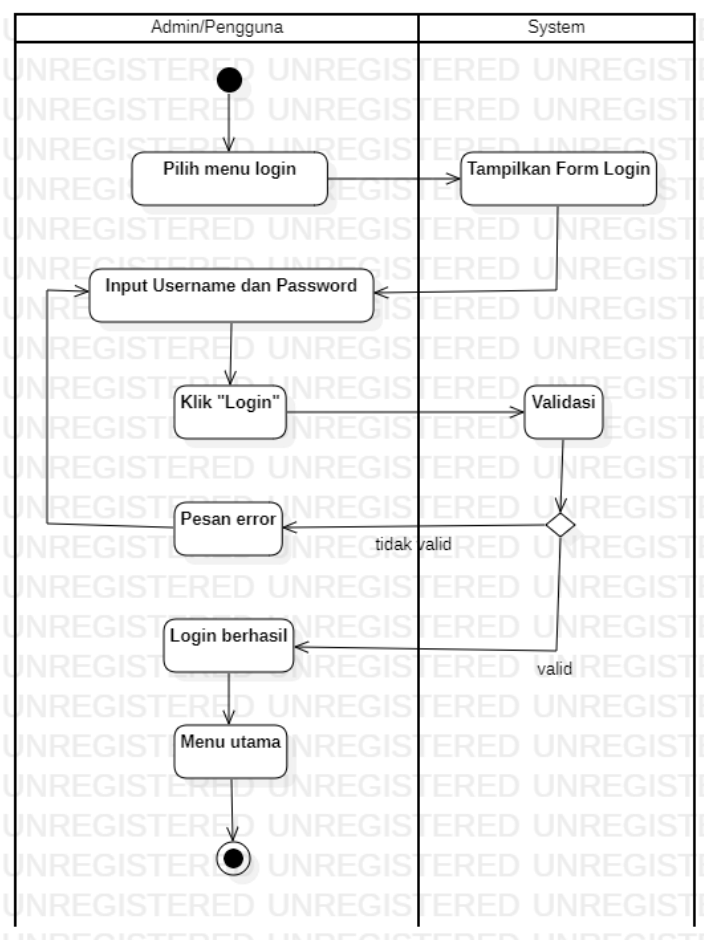 Admin/Pengguna
System
Pilih menu login
Tampilkan Form Login
Input Username dan Password
Klik "Login"
Validasi
Pesan error
tidak valid
Login berhasil
valid
Menu utama
UNREGISTERED